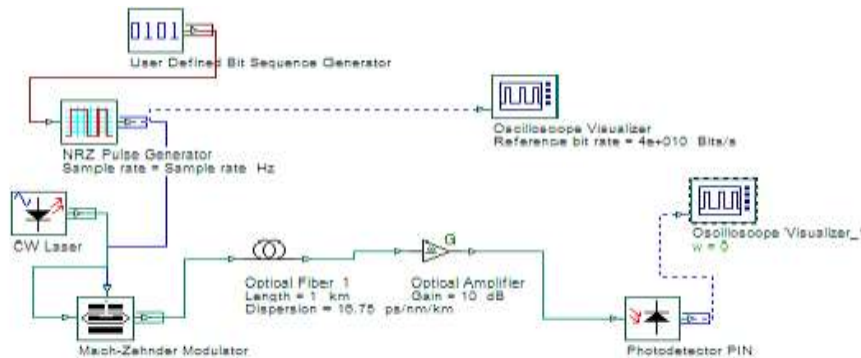 0101
User Defined Bit Sequence Generator
Oscilloscope Visualizer
Reference bit rate = 4e+010 Bits/s
NRZ Pulse Generator
Sample rate = Sample rate Hz
CW Laser
Oscilloscope Visualizer_1
w = 0
G
Optical Fiber 1
Length = 1 km
Dispersion = 16.75 ps/nm/km
Optical Amplifier
Gain = 10 dB
Mach-Zehnder Modulator
Photodetector PIN